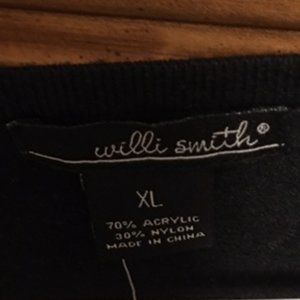 willi smith®
XL
70% ACRYLIC
30% NYLON
MADE IN CHINA